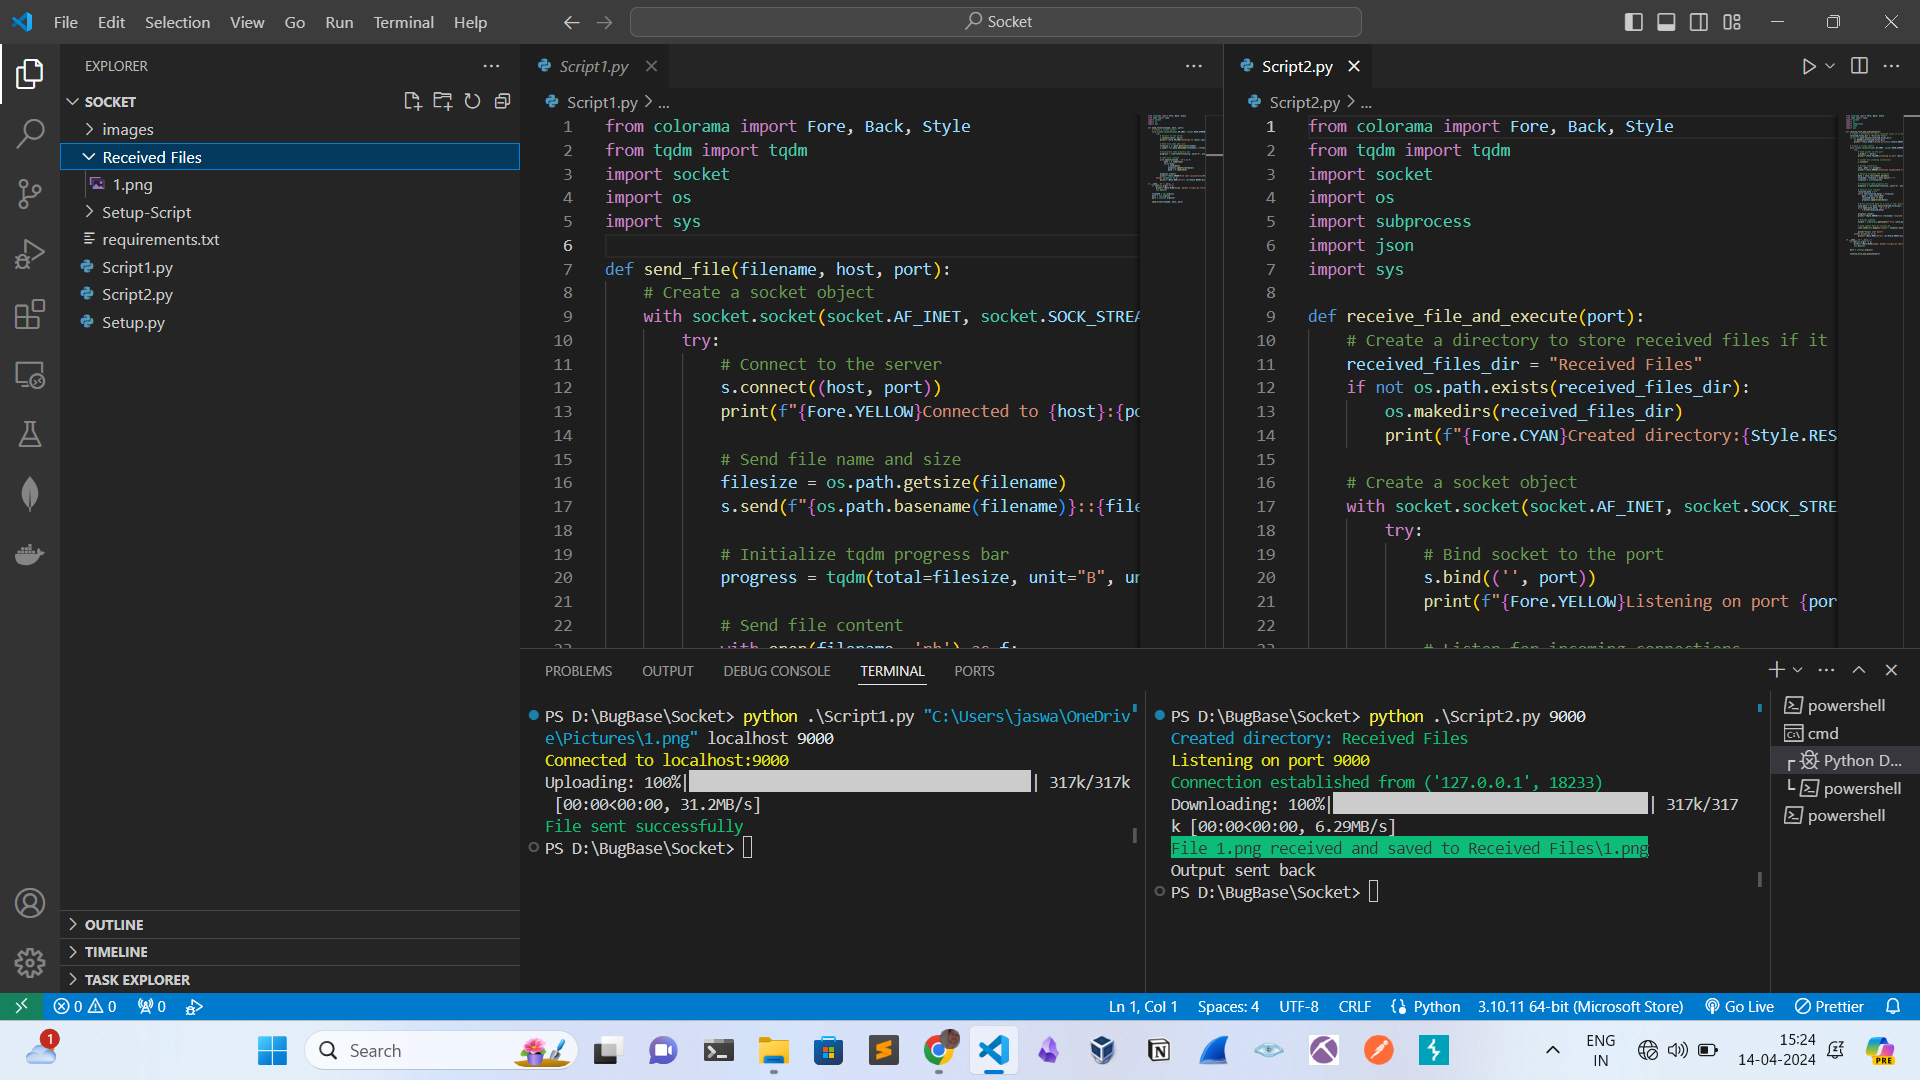 File Edit Selection View Go Run Terminal Help
Socket
EXPLORER
SOCKET
images
Received Files
1.png
Setup-Script
requirements.txt
Script1.py
Script2.py
Setup.py
OUTLINE
TIMELINE
TASK EXPLORER
Script1.py
Script1.py > ...
1 from colorama import Fore, Back, Style
2 from tqdm import tqdm
3 import socket
4 import os
5 import sys
6
7 def send_file(filename, host, port):
8 # Create a socket object
9 with socket.socket(socket.AF_INET, socket.SOCK_STREA
10 try:
11 # Connect to the server
12 s.connect((host, port))
13 print(f"{Fore.YELLOW}Connected to {host}:{po
14
15 # Send file name and size
16 filesize = os.path.getsize(filename)
17 s.send(f"{os.path.basename(filename)}::{file
18
19 # Initialize tqdm progress bar
20 progress = tqdm(total=filesize, unit="B", un
21
22 # Send file content
23 with open(filename, 'rb') as f:
Script2.py
Script2.py > ...
1 from colorama import Fore, Back, Style
2 from tqdm import tqdm
3 import socket
4 import os
5 import subprocess
6 import json
7 import sys
8
9 def receive_file_and_execute(port):
10 # Create a directory to store received files if it
11 received_files_dir = "Received Files"
12 if not os.path.exists(received_files_dir):
13 os.makedirs(received_files_dir)
14 print(f"{Fore.CYAN}Created directory:{Style.RES
15
16 # Create a socket object
17 with socket.socket(socket.AF_INET, socket.SOCK_STRE
18 try:
19 # Bind socket to the port
20 s.bind(('', port))
21 print(f"{Fore.YELLOW}Listening on port {por
22
23 # Listen for incoming connections
PROBLEMS OUTPUT DEBUG CONSOLE TERMINAL PORTS
PS D:\BugBase\Socket> python .\Script1.py "C:\Users\jaswa\OneDriv
e\Pictures\1.png" localhost 9000
Connected to localhost:9000
Uploading: 100%| | 317k/317k
[00:00<00:00, 31.2MB/s]
File sent successfully
PS D:\BugBase\Socket>
PS D:\BugBase\Socket> python .\Script2.py 9000
Created directory: Received Files
Listening on port 9000
Connection established from ('127.0.0.1', 18233)
Downloading: 100%| | 317k/317
k [00:00<00:00, 6.29MB/s]
File 1.png received and saved to Received Files\1.png
Output sent back
PS D:\BugBase\Socket>
powershell
cmd
Python D...
powershell
powershell
0 0 0 Ln 1, Col 1 Spaces: 4 UTF-8 CRLF Python 3.10.11 64-bit (Microsoft Store) Go Live Prettier
1
Search
ENG
IN
15:24
14-04-2024
PRE